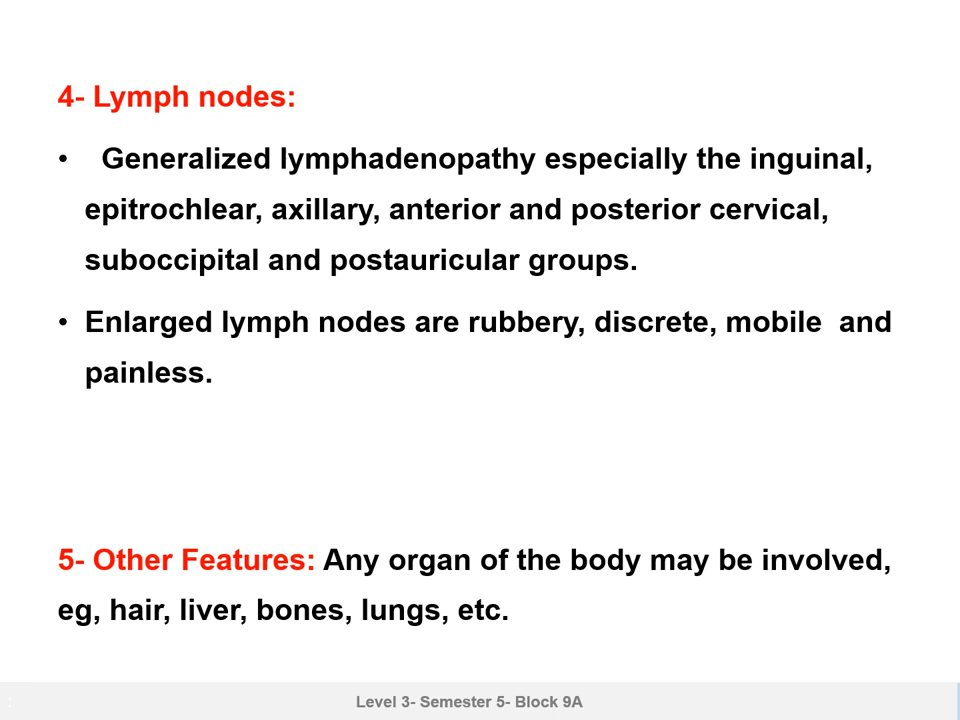 4- Lymph nodes:
• Generalized lymphadenopathy especially the inguinal,
epitrochlear, axillary, anterior and posterior cervical,
suboccipital and postauricular groups.
• Enlarged lymph nodes are rubbery, discrete, mobile and
painless.
5- Other Features: Any organ of the body may be involved,
eg, hair, liver, bones, lungs, etc.
Level 3- Semester 5- Block 9A